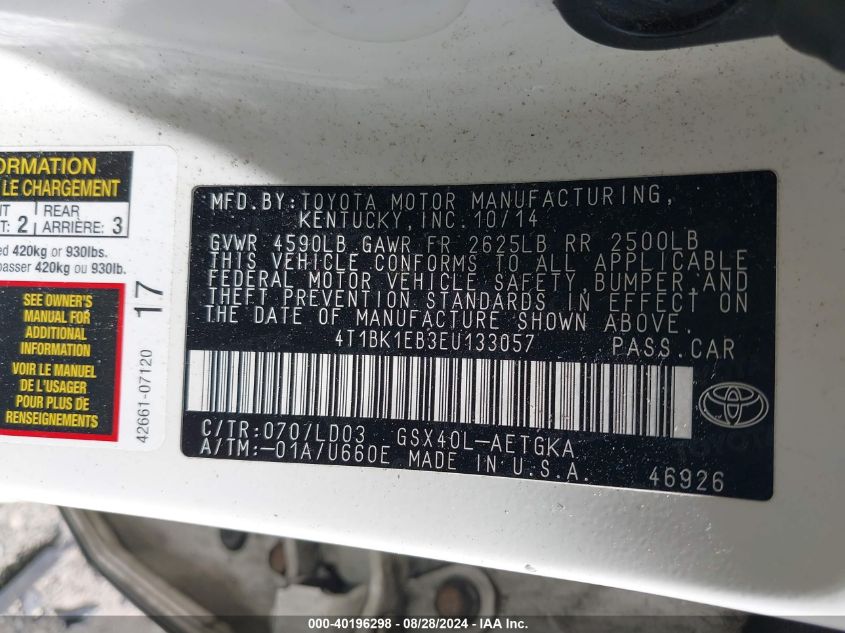 ORMATION
LE CHARGEMENT
2
REAR
ARRIÈRE: 3
420kg or 930lbs.
passer 420kg ou 930lb.
SEE OWNER'S
MANUAL FOR
ADDITIONAL
INFORMATION
VOIR LE MANUEL
DE L'USAGER
POUR PLUS DE
RENSEIGNEMENTS
17
42661-07120
MFD.BY:TOYOTA MOTOR MANUFACTURING,
KENTUCKY,INC.10/14
GVWR 4590LB GAWR FR 2625LB RR 2500LB
THIS VEHICLE CONFORMS TO ALL APPLICABLE
FEDERAL MOTOR VEHICLE SAFETY,BUMPER,AND
THEFT PREVENTION STANDARDS IN EFFECT ON
THE DATE OF MANUFACTURE SHOWN ABOVE.
4T1BK1EB3EU133057 PASS.CAR
C/TR:070/LD03 GSX40L-AETGKA
A/TM:-01A/U660E MADE IN U.S.A.
46926
000-40196298 - 08/28/2024 - IAA Inc.